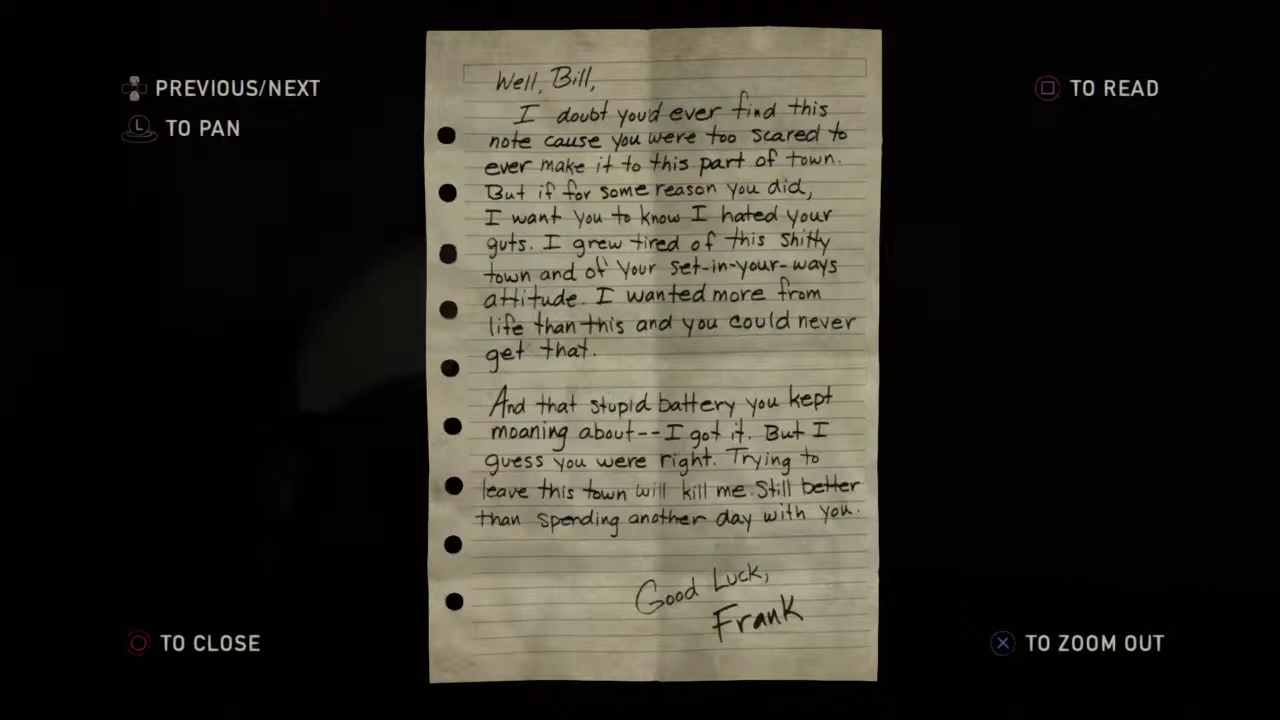 PREVIOUS/NEXT
L TO PAN
TO READ
Well, Bill,
I doubt you'd ever find this
note cause you were too scared to
ever make it to this part of town.
But if for some reason you did,
I want you to know I hated your
guts. I grew tired of this shitty
town and of your set-in-your-ways
attitude. I wanted more from
life than this and you could never
get that.
And that stupid battery you kept
moaning about--I got it. But I
guess you were right. Trying to
leave this town will kill me. Still better
than spending another day with you.
Good Luck,
Frank
TO CLOSE
TO ZOOM OUT